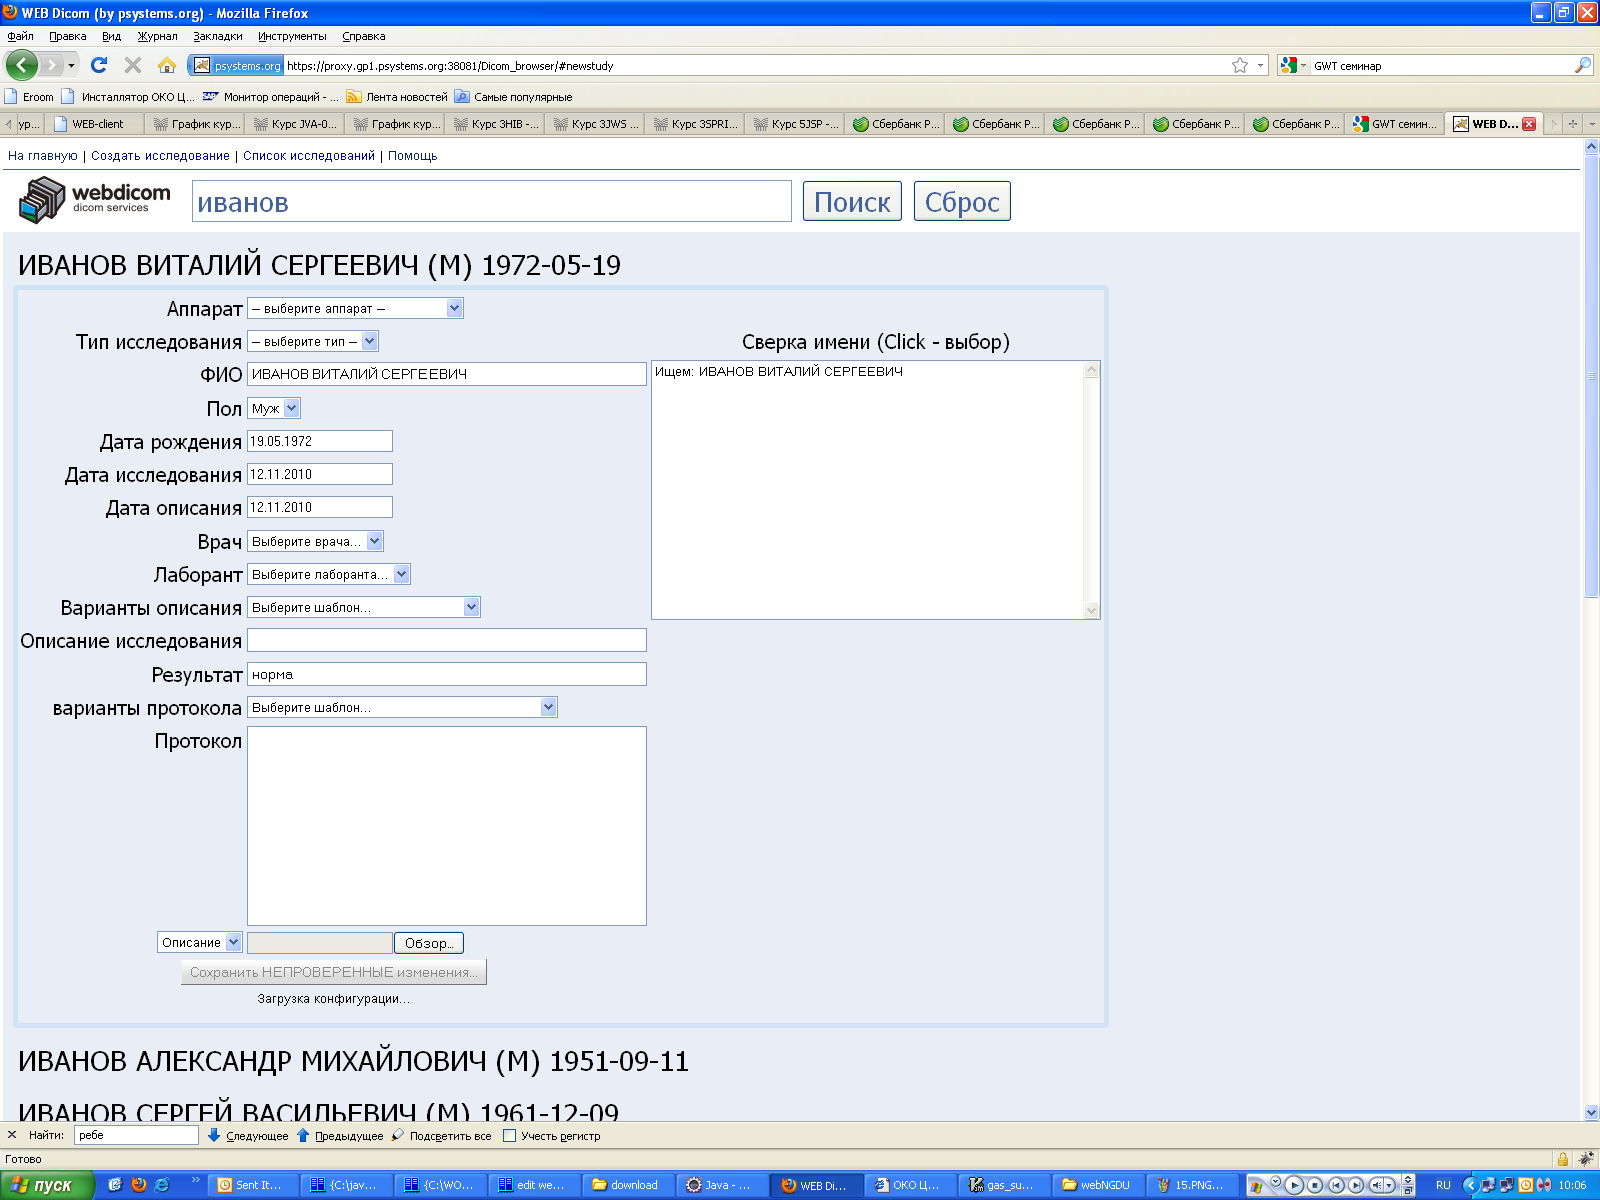 WEB Dicom (by psystems.org) - Mozilla Firefox
Файл Правка Вид Журнал Закладки Инструменты Справка
psystems.org https://proxy.gp1.psystems.org:38081/Dicom_browser/#newstudy GWT семинар
Eroom Инсталлятор ОКО Ц... Монитор операций - ... Лента новостей Самые популярные
ур... WEB-client График кур... Курс JVA-0... График кур... Курс 3HIB -... Курс 3JWS ... Курс 3SPRI... Курс 5JSP -... Сбербанк Р... Сбербанк Р... Сбербанк Р... Сбербанк Р... Сбербанк Р... GWT семин... WEB D...
На главную | Создать исследование | Список исследований | Помощь
webdicom
dicom services
иванов Поиск Сброс
ИВАНОВ ВИТАЛИЙ СЕРГЕЕВИЧ (М) 1972-05-19
Аппарат -- выберите аппарат --
Тип исследования -- выберите тип -- Сверка имени (Click - выбор)
ФИО ИВАНОВ ВИТАЛИЙ СЕРГЕЕВИЧ Ищем: ИВАНОВ ВИТАЛИЙ СЕРГЕЕВИЧ
Пол Муж
Дата рождения 19.05.1972
Дата исследования 12.11.2010
Дата описания 12.11.2010
Врач Выберите врача...
Лаборант Выберите лаборанта...
Варианты описания Выберите шаблон...
Описание исследования
Результат норма
варианты протокола Выберите шаблон...
Протокол
Описание Обзор...
Сохранить НЕПРОВЕРЕННЫЕ изменения...
Загрузка конфигурации...
ИВАНОВ АЛЕКСАНДР МИХАЙЛОВИЧ (М) 1951-09-11
ИВАНОВ СЕРГЕЙ ВАСИЛЬЕВИЧ (М) 1961-12-09
Найти: ребе Следующее Предыдущее Подсветить все Учесть регистр
Готово
пуск Sent It... {C:\jav... {C:\WO... edit we... download Java - ... WEB Di... ОКО Ц... gas_su... webNGDU 15.PNG... RU 10:06